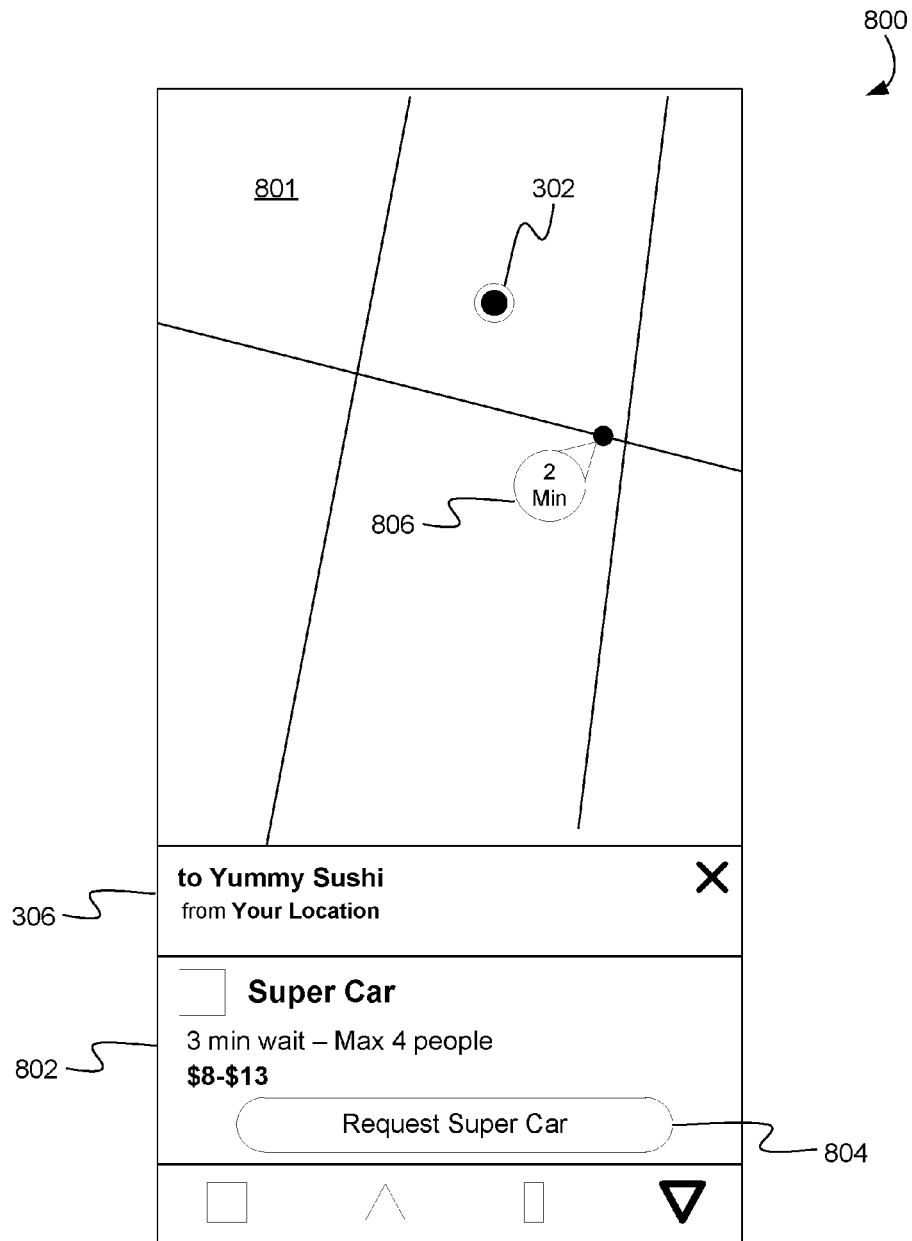 800
801
302
2
Min
806
to Yummy Sushi
from Your Location
306
Super Car
3 min wait – Max 4 people
802
$8-$13
Request Super Car
804